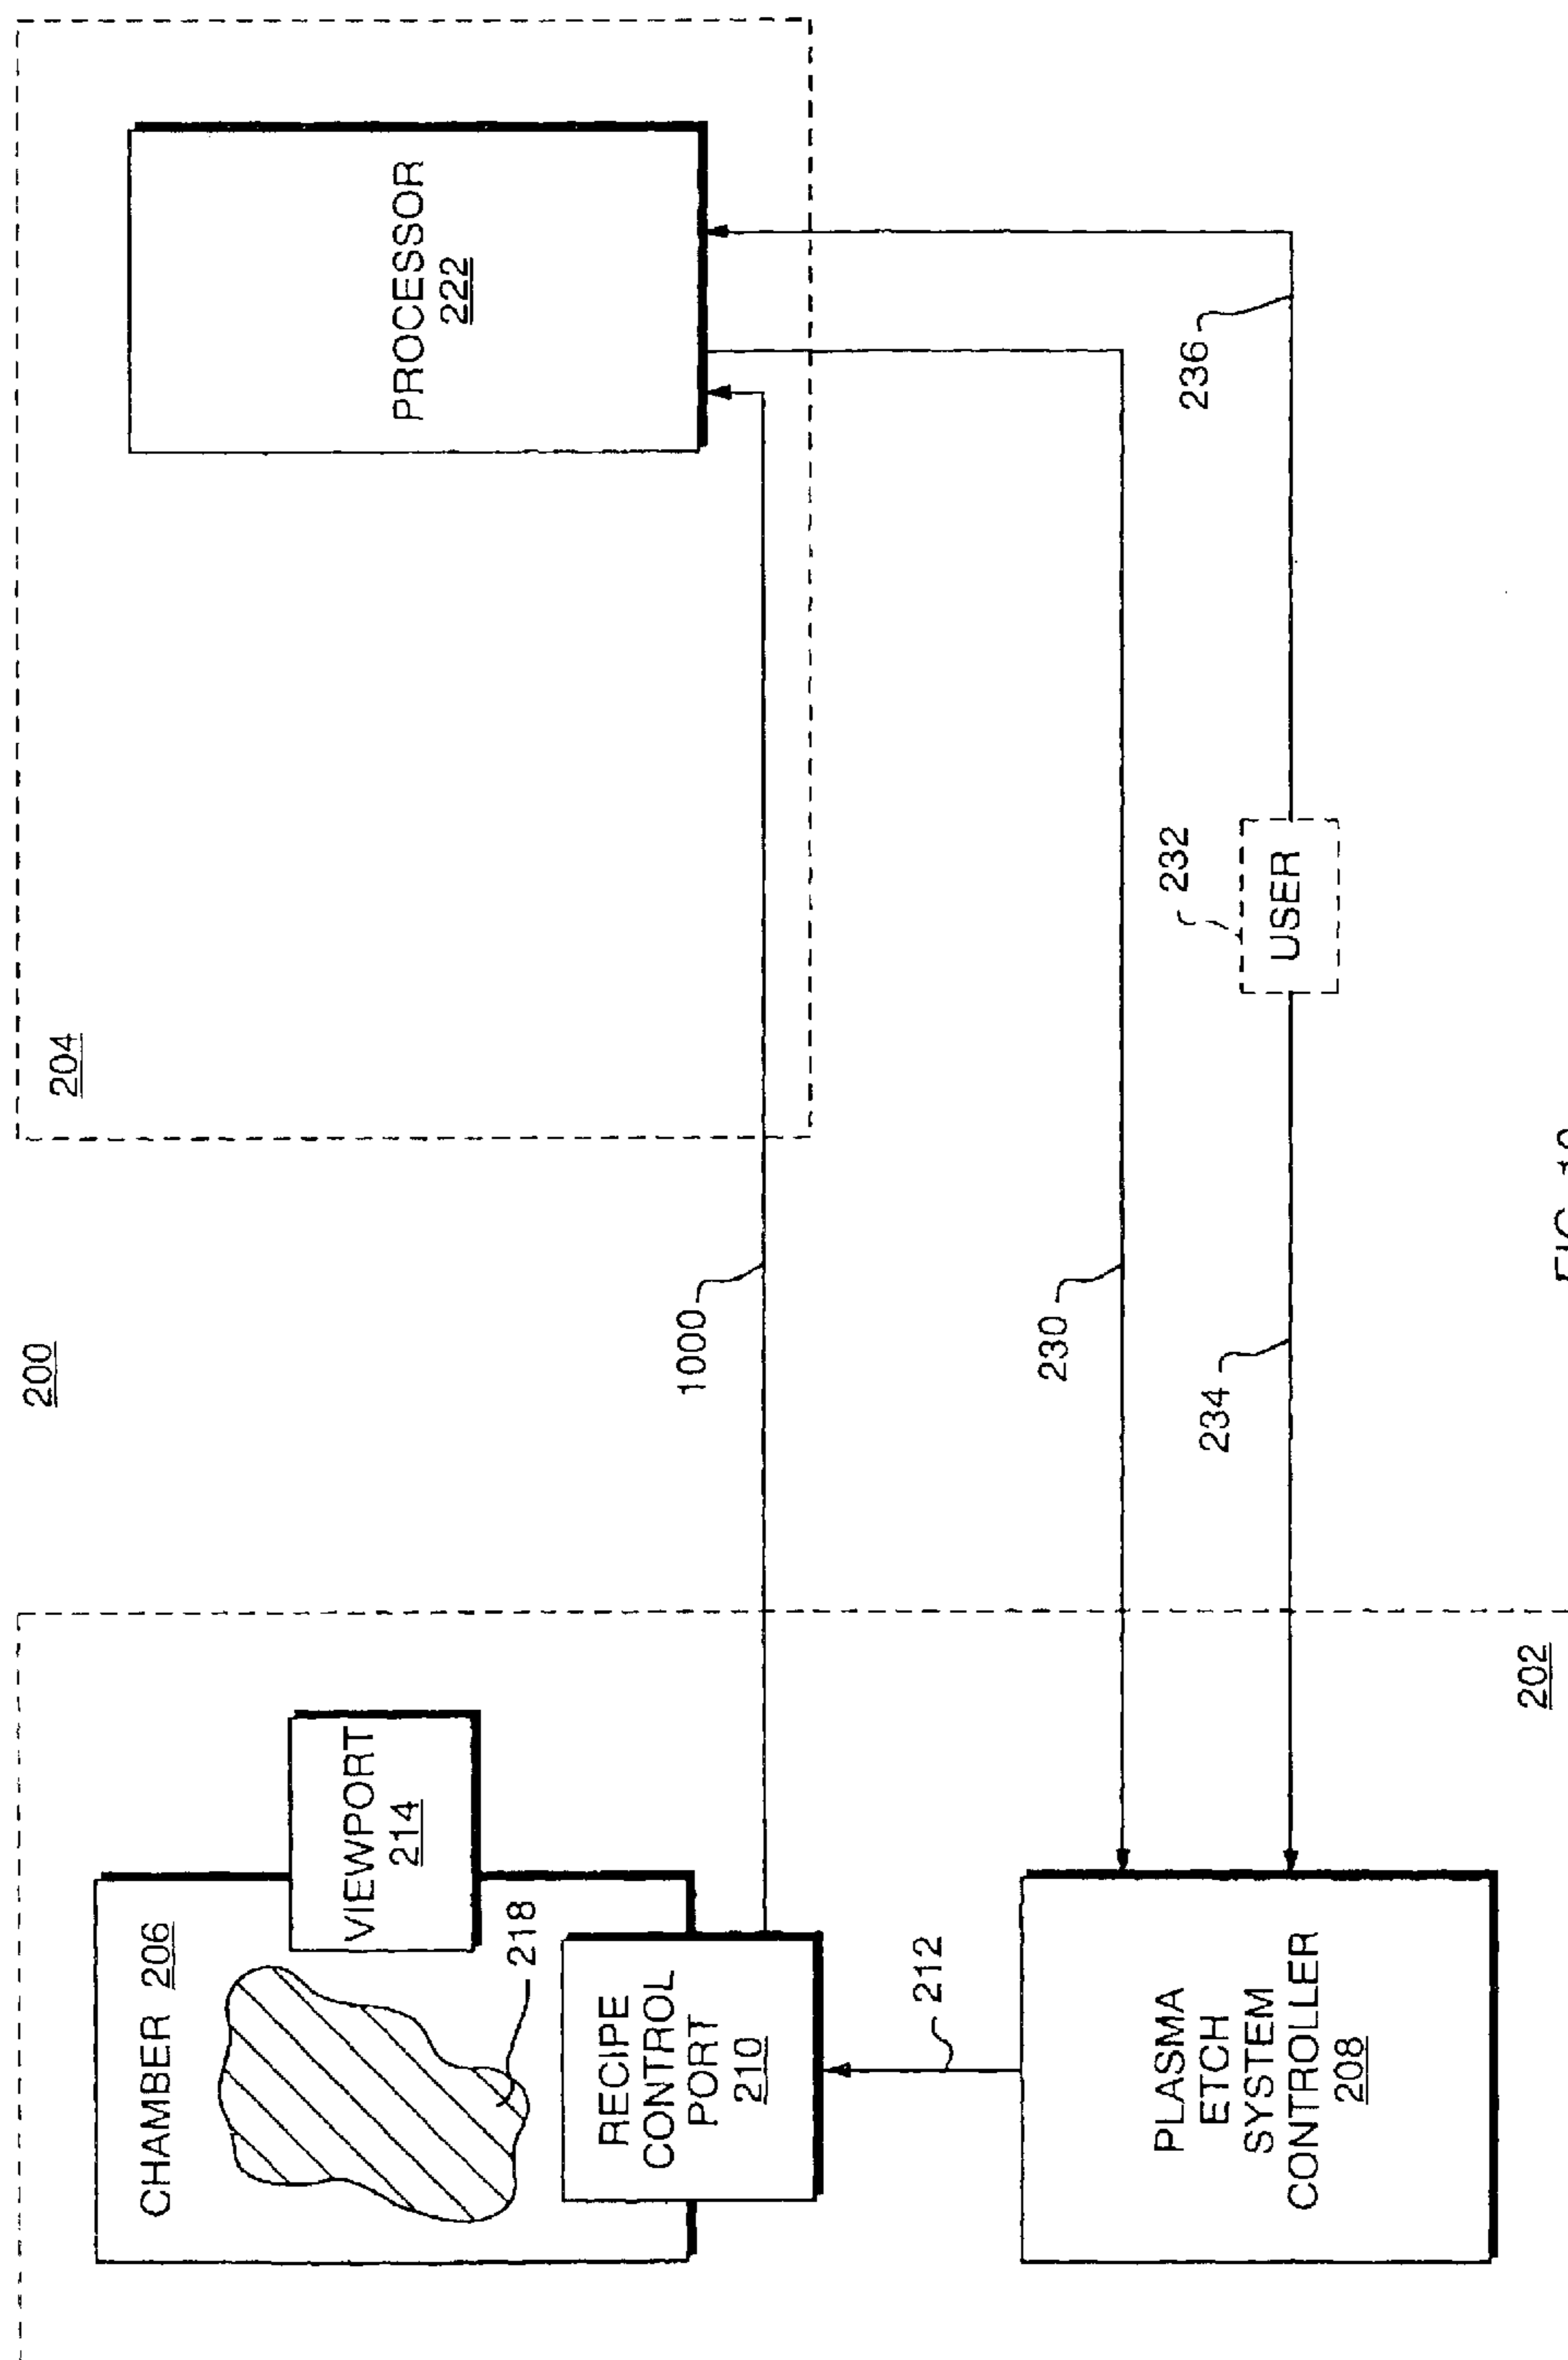 200
204
CHAMBER 206
VIEWPORT
214
218
RECIPE
CONTROL
PORT
210
212
PLASMA
ETCH
SYSTEM
CONTROLLER
208
202
PROCESSOR
222
1000
230
234
232
USER
236